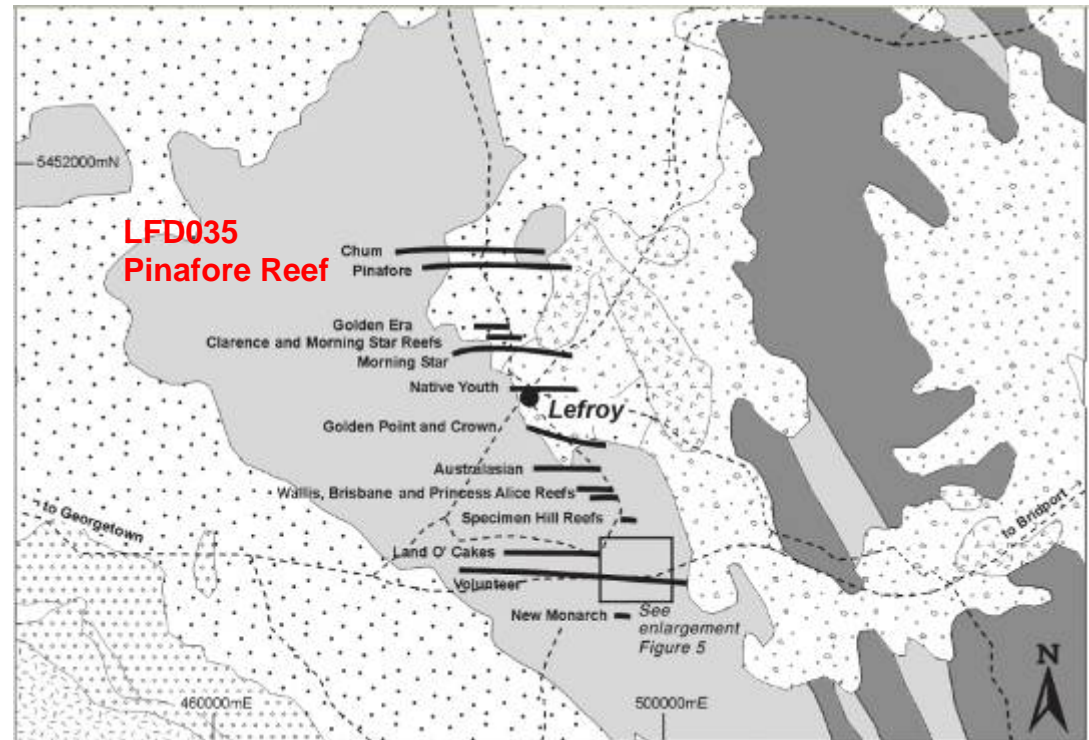 5452000mN
LFD035
Pinafore Reef
Chum
Pinafore
Golden Era
Clarence and Morning Star Reefs
Morning Star
Native Youth
Lefroy
Golden Point and Crown
Australasian
Wallis, Brisbane and Princess Alice Reefs
Specimen Hill Reefs
to Georgetown
to Bridport
Land O' Cakes
Volunteer
New Monarch
See
enlargement
Figure 5
N
460000mE
500000mE